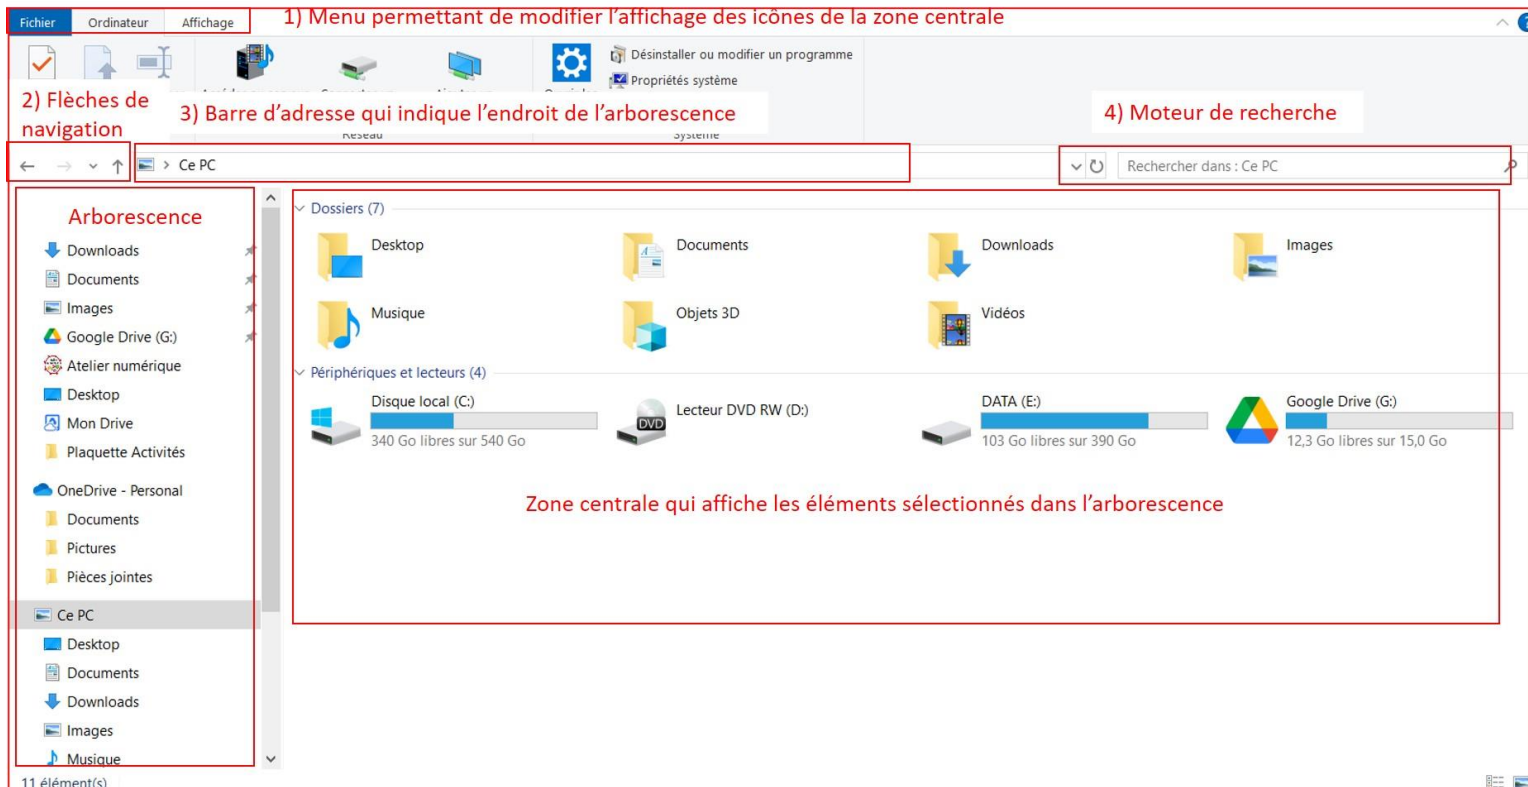 Fichier Ordinateur Affichage 1) Menu permettant de modifier l’affichage des icônes de la zone centrale
Désinstaller ou modifier un programme
Propriétés système
2) Flèches de
navigation
3) Barre d’adresse qui indique l’endroit de l’arborescence
4) Moteur de recherche
Réseau Système
Ce PC
Rechercher dans : Ce PC
Arborescence
Downloads
Documents
Images
Google Drive (G:)
Atelier numérique
Desktop
Mon Drive
Plaquette Activités
OneDrive - Personal
Documents
Pictures
Pièces jointes
Ce PC
Desktop
Documents
Downloads
Images
Musique
Dossiers (7)
Desktop Documents Downloads Images
Musique Objets 3D Vidéos
Périphériques et lecteurs (4)
Disque local (C:)
340 Go libres sur 540 Go
Lecteur DVD RW (D:)
DVD
DATA (E:)
103 Go libres sur 390 Go
Google Drive (G:)
12,3 Go libres sur 15,0 Go
Zone centrale qui affiche les éléments sélectionnés dans l’arborescence
11 élément(s)